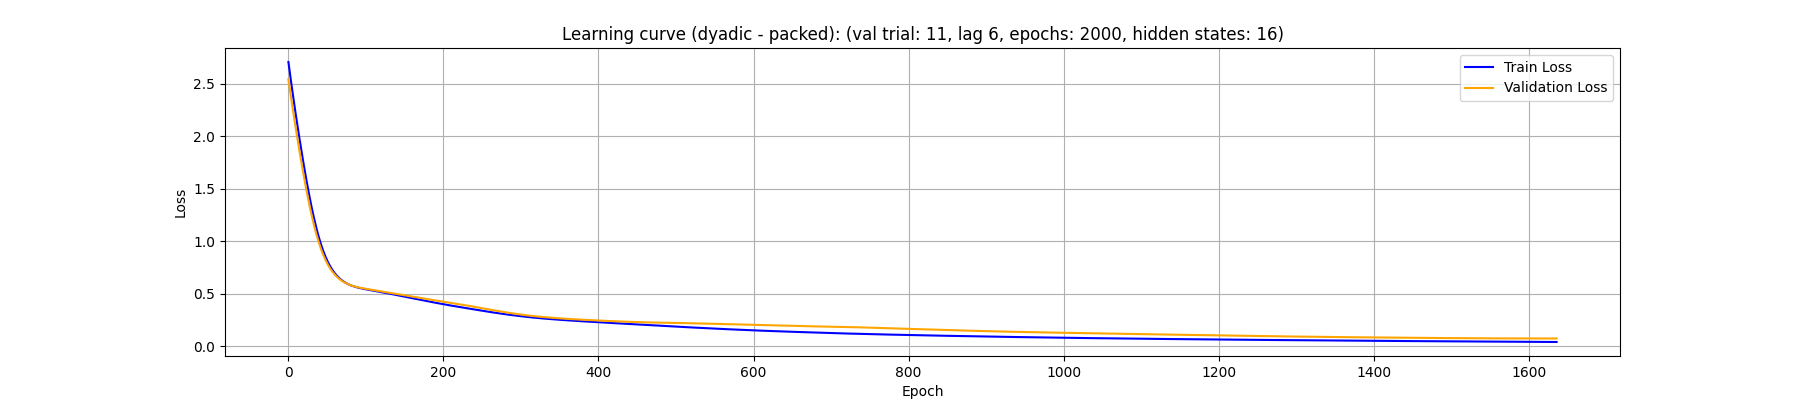 Learning curve (dyadic - packed): (val trial: 11, lag 6, epochs: 2000, hidden states: 16)
Train Loss
Validation Loss
Loss
2.5
2.0
1.5
1.0
0.5
0.0
0 200 400 600 800 1000 1200 1400 1600
Epoch